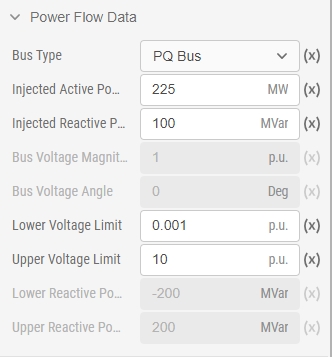 Power Flow Data
Bus Type PQ Bus (x)
Injected Active Po... 225 MW (x)
Injected Reactive P... 100 MVar (x)
Bus Voltage Magnit... 1 p.u. (x)
Bus Voltage Angle 0 Deg (x)
Lower Voltage Limit 0.001 p.u. (x)
Upper Voltage Limit 10 p.u. (x)
Lower Reactive Po... -200 MVar (x)
Upper Reactive Po... 200 MVar (x)